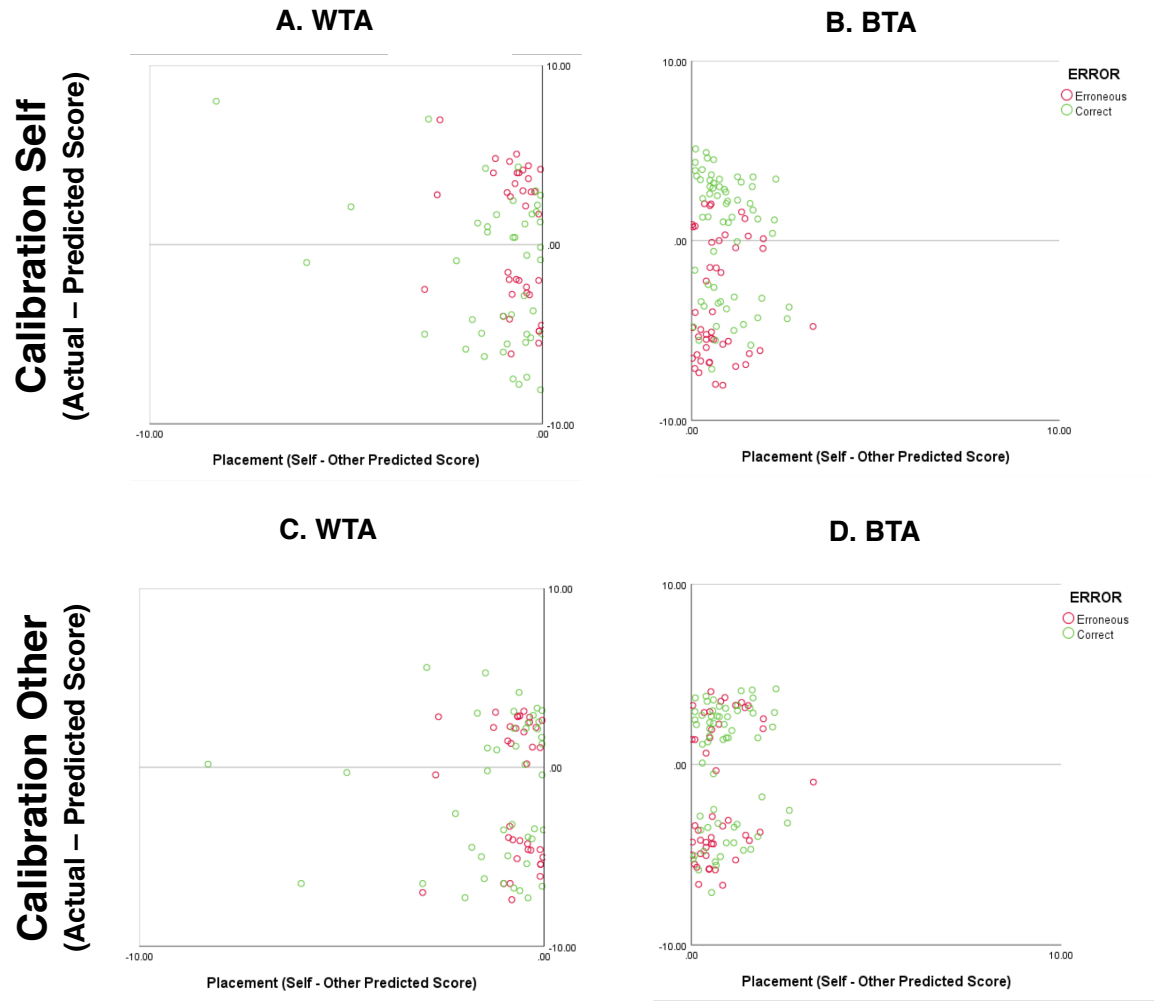 A. WTA
B. BTA
Calibration Self
(Actual – Predicted Score)
10.00
.00
-10.00
-10.00
.00
Placement (Self - Other Predicted Score)
10.00
.00
-10.00
.00
10.00
Placement (Self - Other Predicted Score)
ERROR
Erroneous
Correct
C. WTA
D. BTA
Calibration Other
(Actual – Predicted Score)
10.00
.00
-10.00
-10.00
.00
Placement (Self - Other Predicted Score)
10.00
.00
-10.00
.00
10.00
Placement (Self - Other Predicted Score)
ERROR
Erroneous
Correct